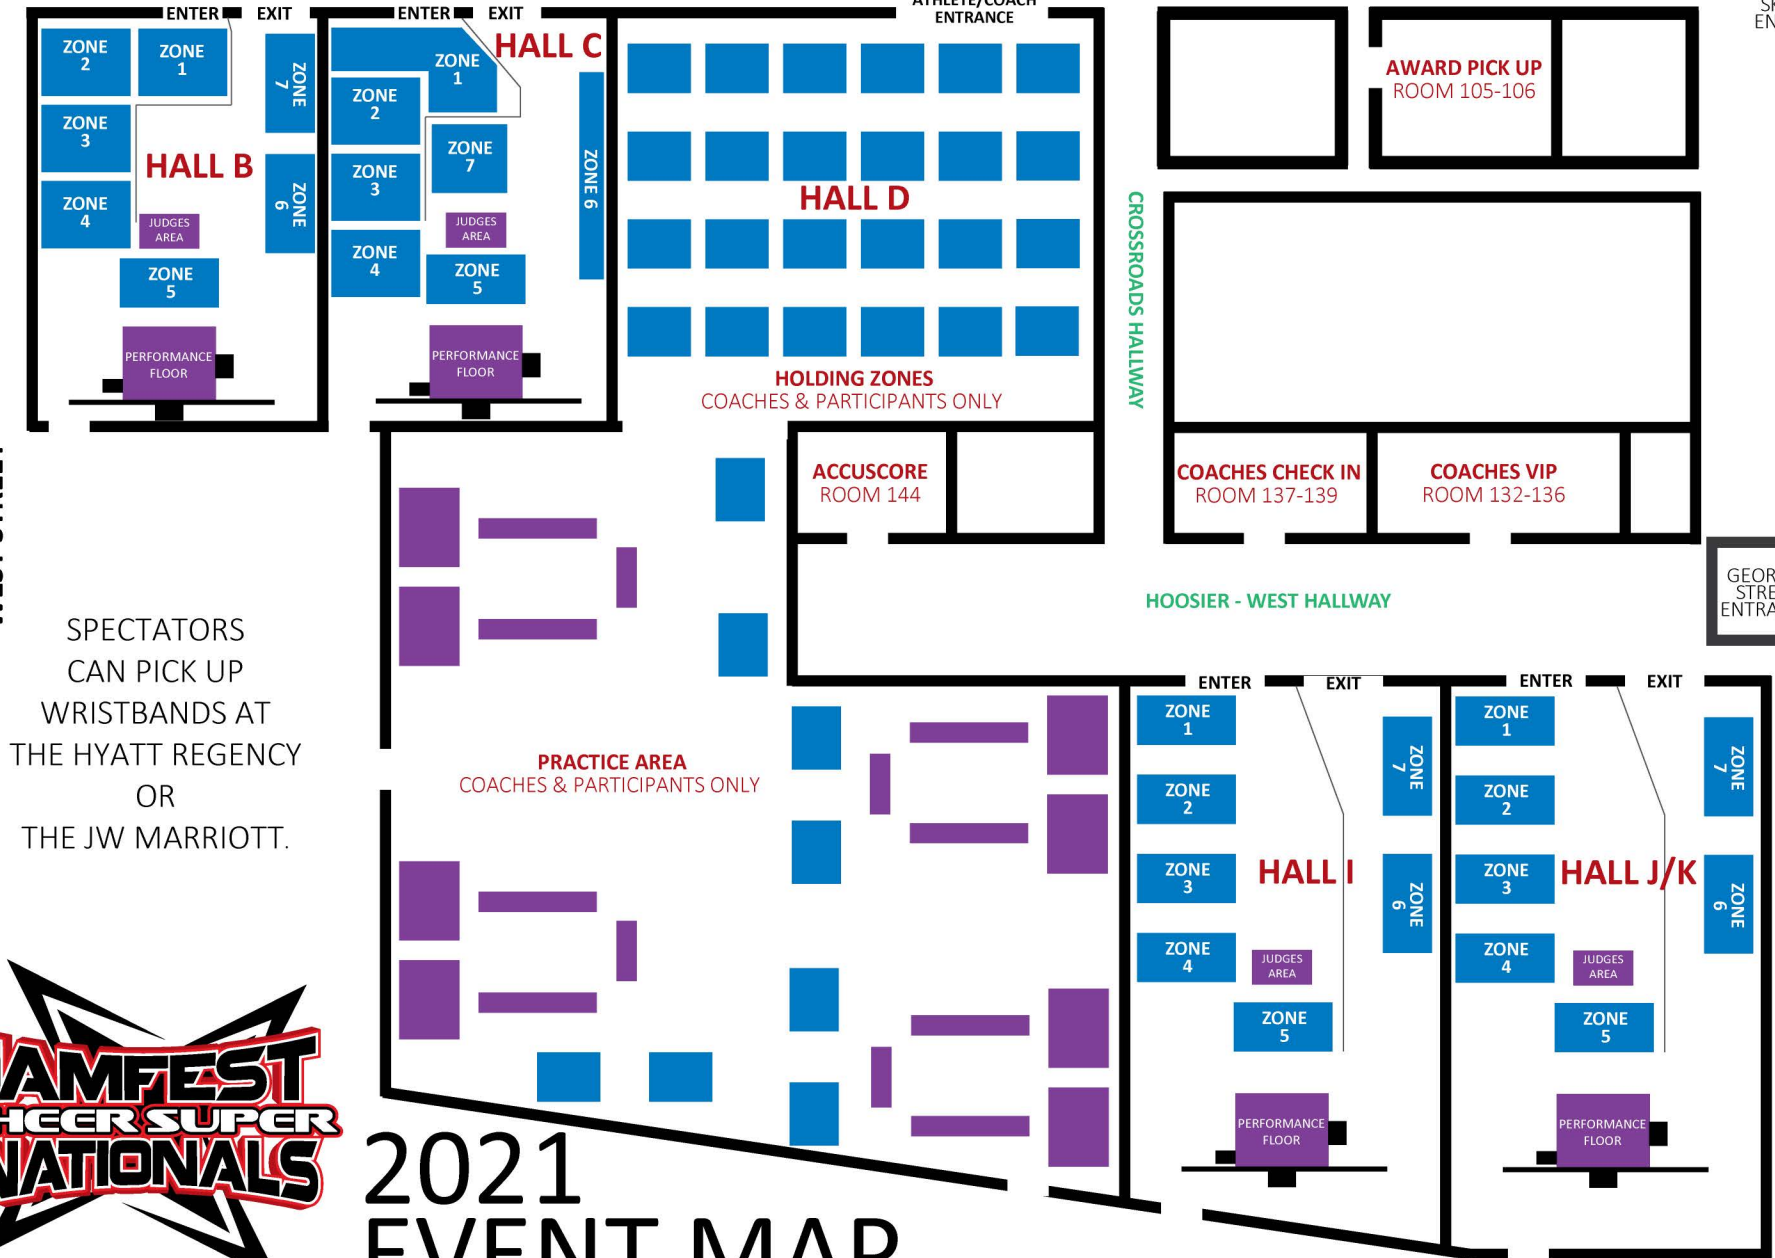 ATHLETE/COACH
ENTRANCE
ENTER
EXIT
ENTER
EXIT
HALL B
ZONE
1
ZONE
2
ZONE
3
ZONE
4
ZONE
5
ZONE
6
ZONE
7
JUDGES
AREA
PERFORMANCE
FLOOR
HALL C
ZONE
1
ZONE
2
ZONE
3
ZONE
4
ZONE
5
ZONE 6
ZONE
7
JUDGES
AREA
PERFORMANCE
FLOOR
HALL D
HOLDING ZONES
COACHES & PARTICIPANTS ONLY
CROSSROADS HALLWAY
AWARD PICK UP
ROOM 105-106
ACCUSCORE
ROOM 144
COACHES CHECK IN
ROOM 137-139
COACHES VIP
ROOM 132-136
HOOSIER - WEST HALLWAY
SPECTATORS
CAN PICK UP
WRISTBANDS AT
THE HYATT REGENCY
OR
THE JW MARRIOTT.
PRACTICE AREA
COACHES & PARTICIPANTS ONLY
ENTER
EXIT
ENTER
EXIT
HALL I
ZONE
1
ZONE
2
ZONE
3
ZONE
4
ZONE
5
ZONE
6
ZONE
7
JUDGES
AREA
PERFORMANCE
FLOOR
HALL J/K
ZONE
1
ZONE
2
ZONE
3
ZONE
4
ZONE
5
ZONE
6
ZONE
7
JUDGES
AREA
PERFORMANCE
FLOOR
SUPER
NATIONALS
2021
EVENT MAP